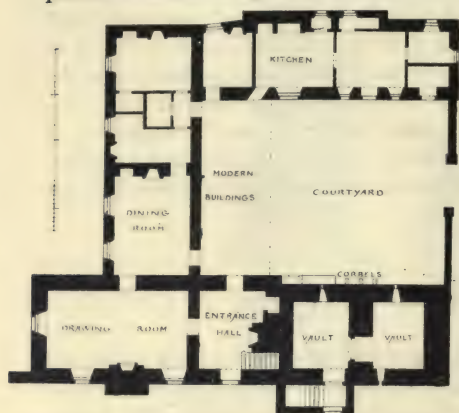 KITCHEN
MODERN
BUILDINGS
COURTYARD
DINING
ROOM
CORBELS
ENTRANCE
HALL
DRAWING ROOM
VAULT
VAULT